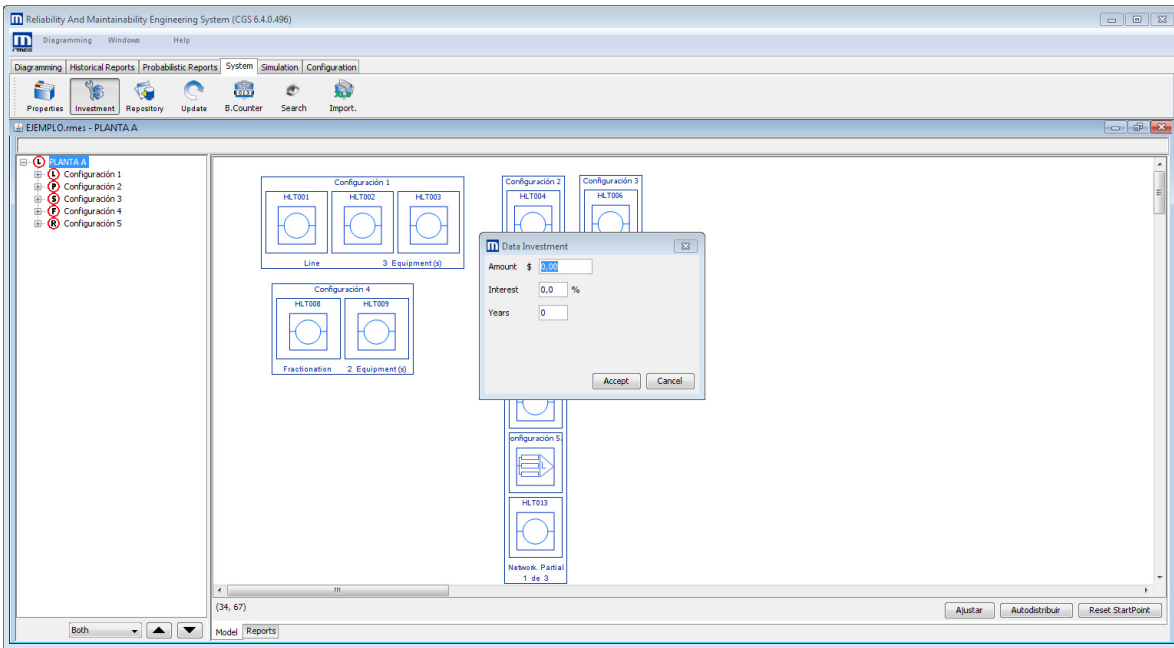 Reliability And Maintainability Engineering System (CGS 6.4.0.496)
Diagramming Windows Help
rmes
Diagramming Historical Reports Probabilistic Reports System Simulation Configuration
Properties Investment Repository Update B.Counter Search Import.
EJEMPLO.rmes - PLANTA A
L PLANTA A
L Configuración 1
P Configuración 2
S Configuración 3
F Configuración 4
R Configuración 5
Configuración 1
HLT001 HLT002 HLT003
Line 3 Equipment(s)
Configuración 2
HLT004
Configuración 3
HLT006
Configuración 4
HLT008 HLT009
Fractionation 2 Equipment(s)
Data Investment
Amount $ 0,00
Interest 0,0 %
Years 0
Accept Cancel
onfiguración 5.
L
HLT013
Network Partial
1 de 3
(34, 67)
Ajustar Autodistribuir Reset StartPoint
Both
Model Reports